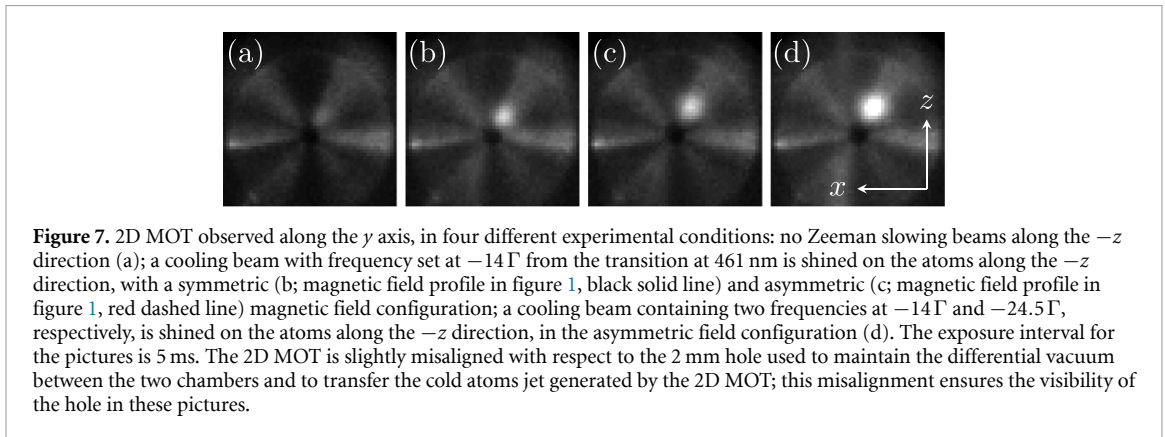 (a) (b) (c) (d)
z
x
Figure 7. 2D MOT observed along the y axis, in four different experimental conditions: no Zeeman slowing beams along the −z
direction (a); a cooling beam with frequency set at −14 Γ from the transition at 461 nm is shined on the atoms along the −z
direction, with a symmetric (b; magnetic field profile in figure 1, black solid line) and asymmetric (c; magnetic field profile in
figure 1, red dashed line) magnetic field configuration; a cooling beam containing two frequencies at −14 Γ and −24.5 Γ,
respectively, is shined on the atoms along the −z direction, in the asymmetric field configuration (d). The exposure interval for
the pictures is 5 ms. The 2D MOT is slightly misaligned with respect to the 2 mm hole used to maintain the differential vacuum
between the two chambers and to transfer the cold atoms jet generated by the 2D MOT; this misalignment ensures the visibility of
the hole in these pictures.